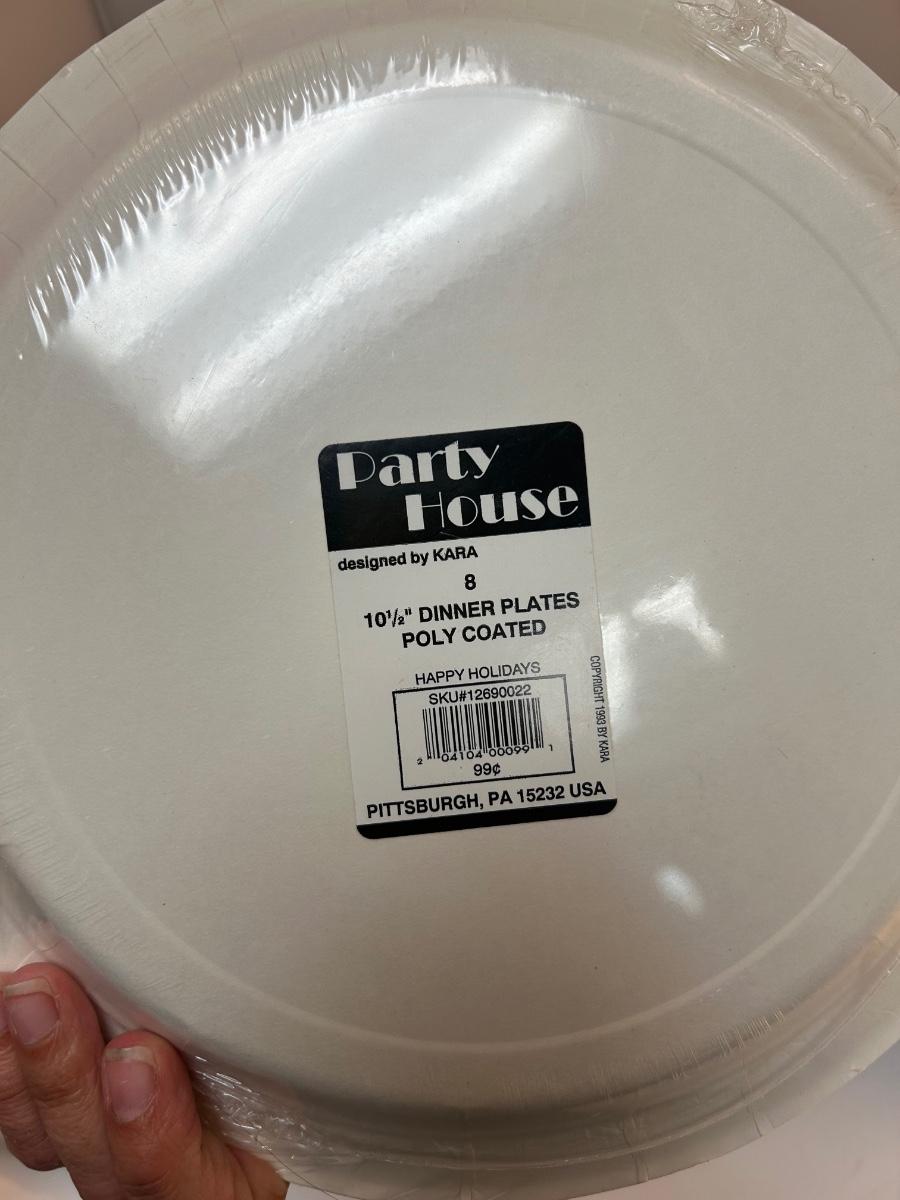 Party
House
designed by KARA
8
10½" DINNER PLATES
POLY COATED
HAPPY HOLIDAYS
SKU#12690022
2 04104 00099 1
99¢
COPYRIGHT 1993 BY KARA
PITTSBURGH, PA 15232 USA